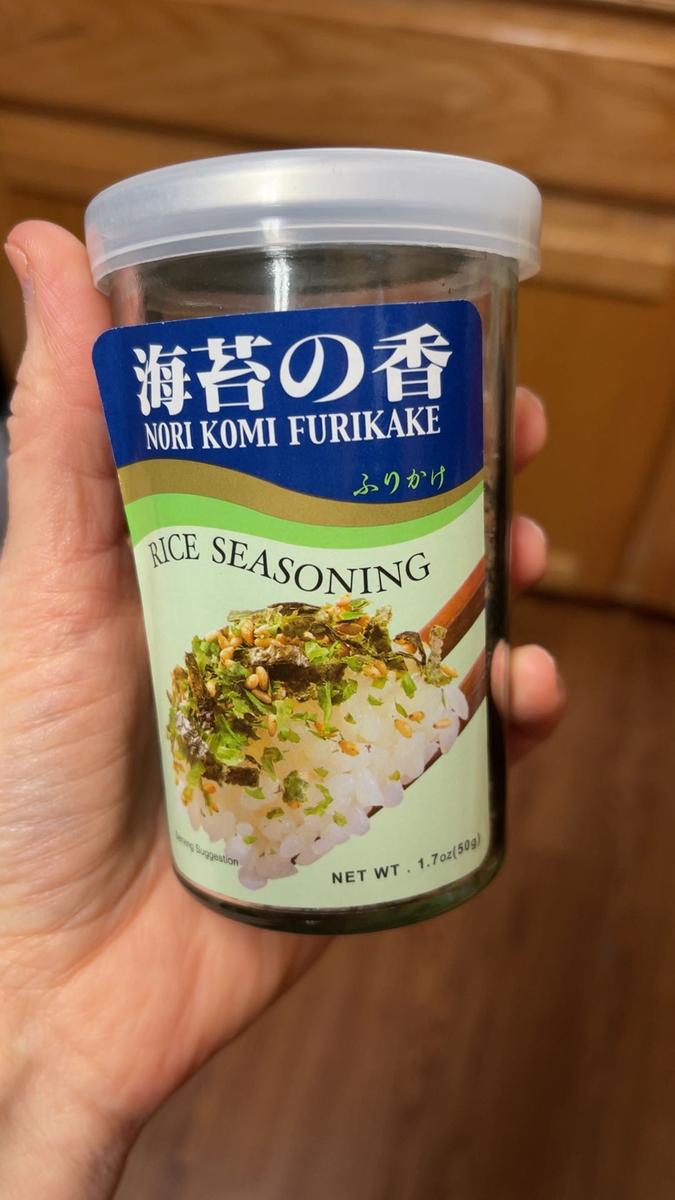 海苔の香
NORI KOMI FURIKAKE
ふりかけ
RICE SEASONING
Serving Suggestion
NET WT . 1.7oz(50g)